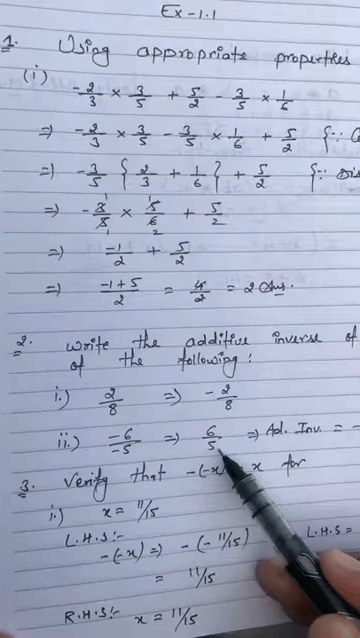 Ex-1.1
1. Using appropriate properties
(i) -2/3 × 3/5 + 5/2 - 3/5 × 1/6
⇒ -2/3 × 3/5 - 3/5 × 1/6 + 5/2 {∵
⇒ -3/5 { 2/3 + 1/6 } + 5/2 {∵ Dis
⇒ -3/5 × 5/6 + 5/2
⇒ -1/2 + 5/2
⇒ -1+5/2 = 4/2 = 2 Ans.
2. Write the additive inverse of
of the following:
i.) 2/8 ⇒ -2/8
ii.) -6/-5 ⇒ 6/5 ⇒ Ad. Inv. = -
3. Verify that -(-x) = x for
i.) x = 11/15
L.H.S:- L.H.S =
-(-x) ⇒ -(-11/15)
= 11/15
R.H.S:- x = 11/15